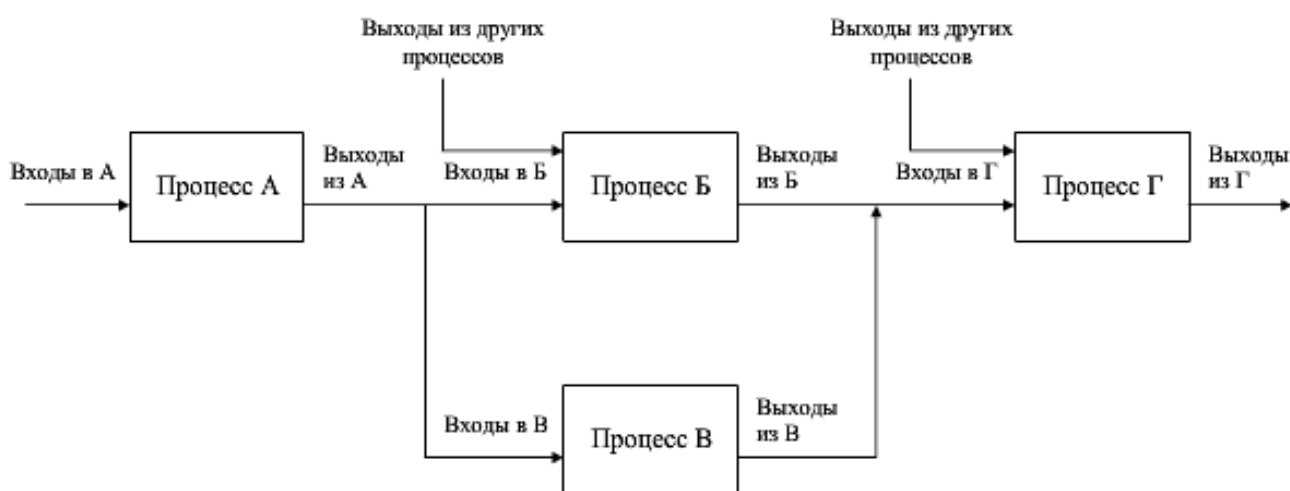 Выходы из других
процессов
Выходы из других
процессов
Входы в А
Процесс А
Выходы
из А
Входы в Б
Процесс Б
Выходы
из Б
Входы в Г
Процесс Г
Выходы
из Г
Входы в В
Процесс В
Выходы
из В